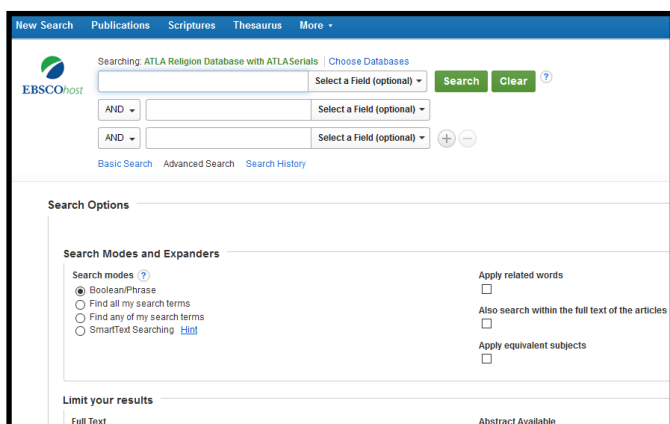 New Search Publications Scriptures Thesaurus More
Searching: ATLA Religion Database with ATLASerials Choose Databases
Select a Field (optional) Search Clear ?
EBSCOhost
AND Select a Field (optional)
AND Select a Field (optional) + −
Basic Search Advanced Search Search History
Search Options
Search Modes and Expanders
Search modes ? Apply related words
Boolean/Phrase
Find all my search terms Also search within the full text of the articles
Find any of my search terms
SmartText Searching Hint
Apply equivalent subjects
Limit your results
Full Text Abstract Available